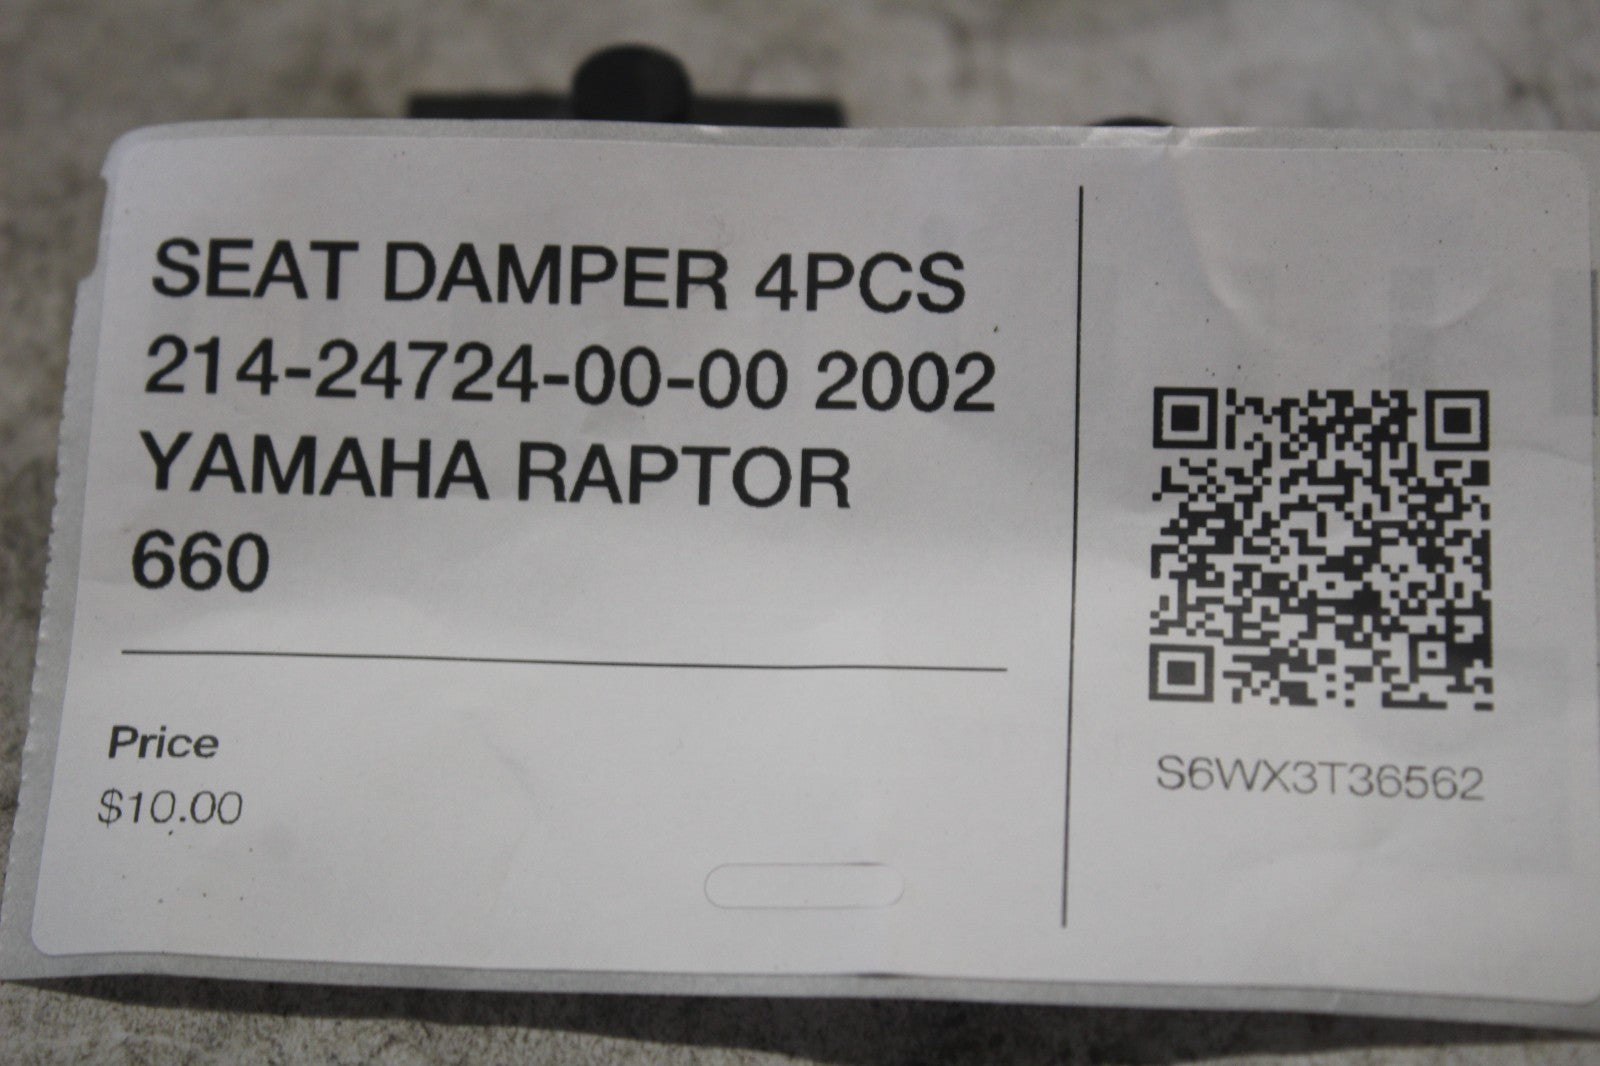 SEAT DAMPER 4PCS
214-24724-00-00 2002
YAMAHA RAPTOR
660
Price
$10.00
S6WX3T36562